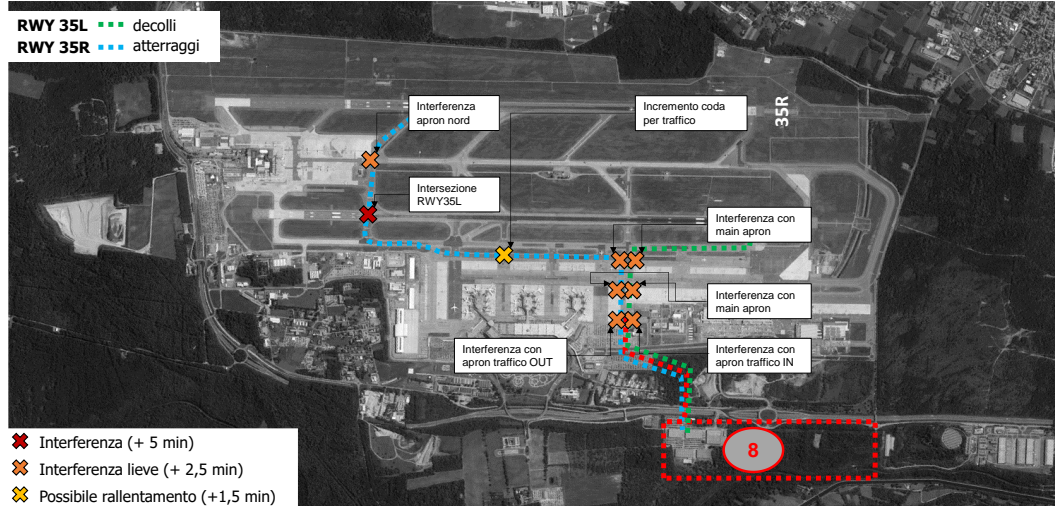 RWY 35L decolli
RWY 35R atterraggi
Interferenza
apron nord
Incremento coda
per traffico
35R
Intersezione
RWY35L
Interferenza con
main apron
Interferenza con
main apron
Interferenza con
apron traffico OUT
Interferenza con
apron traffico IN
8
Interferenza (+ 5 min)
Interferenza lieve (+ 2,5 min)
Possibile rallentamento (+1,5 min)